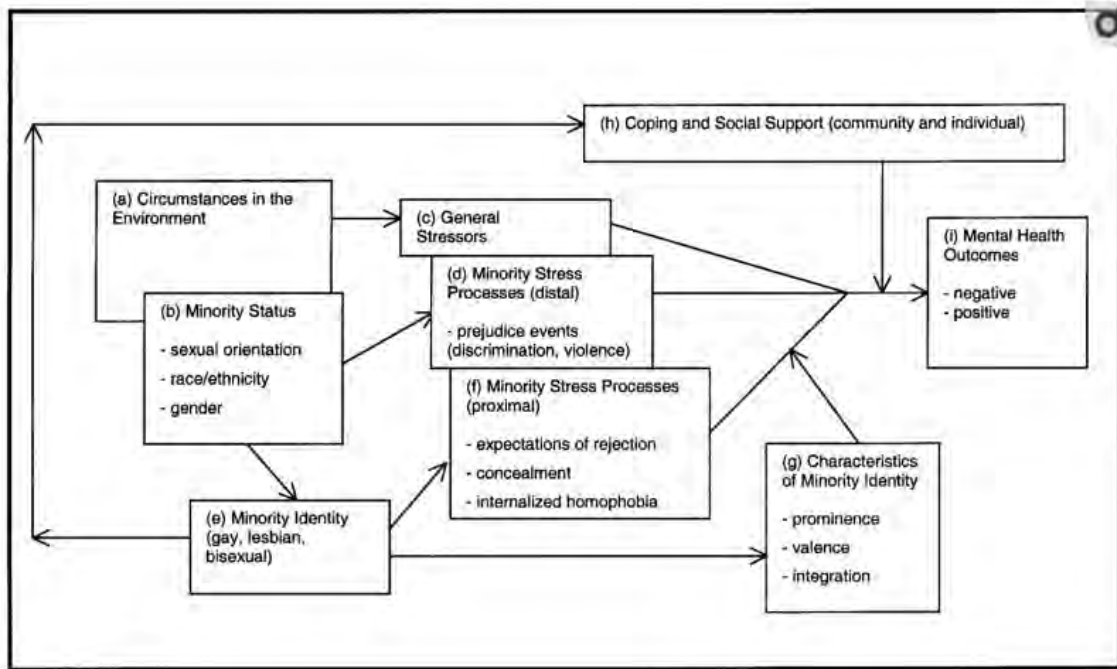 (h) Coping and Social Support (community and individual)
(a) Circumstances in the
Environment
(c) General
Stressors
(d) Minority Stress
Processes (distal)
- prejudice events
(discrimination, violence)
(i) Mental Health
Outcomes
- negative
- positive
(b) Minority Status
- sexual orientation
- race/ethnicity
- gender
(f) Minority Stress Processes
(proximal)
- expectations of rejection
- concealment
- internalized homophobia
(g) Characteristics
of Minority Identity
- prominence
- valence
- integration
(e) Minority Identity
(gay, lesbian,
bisexual)